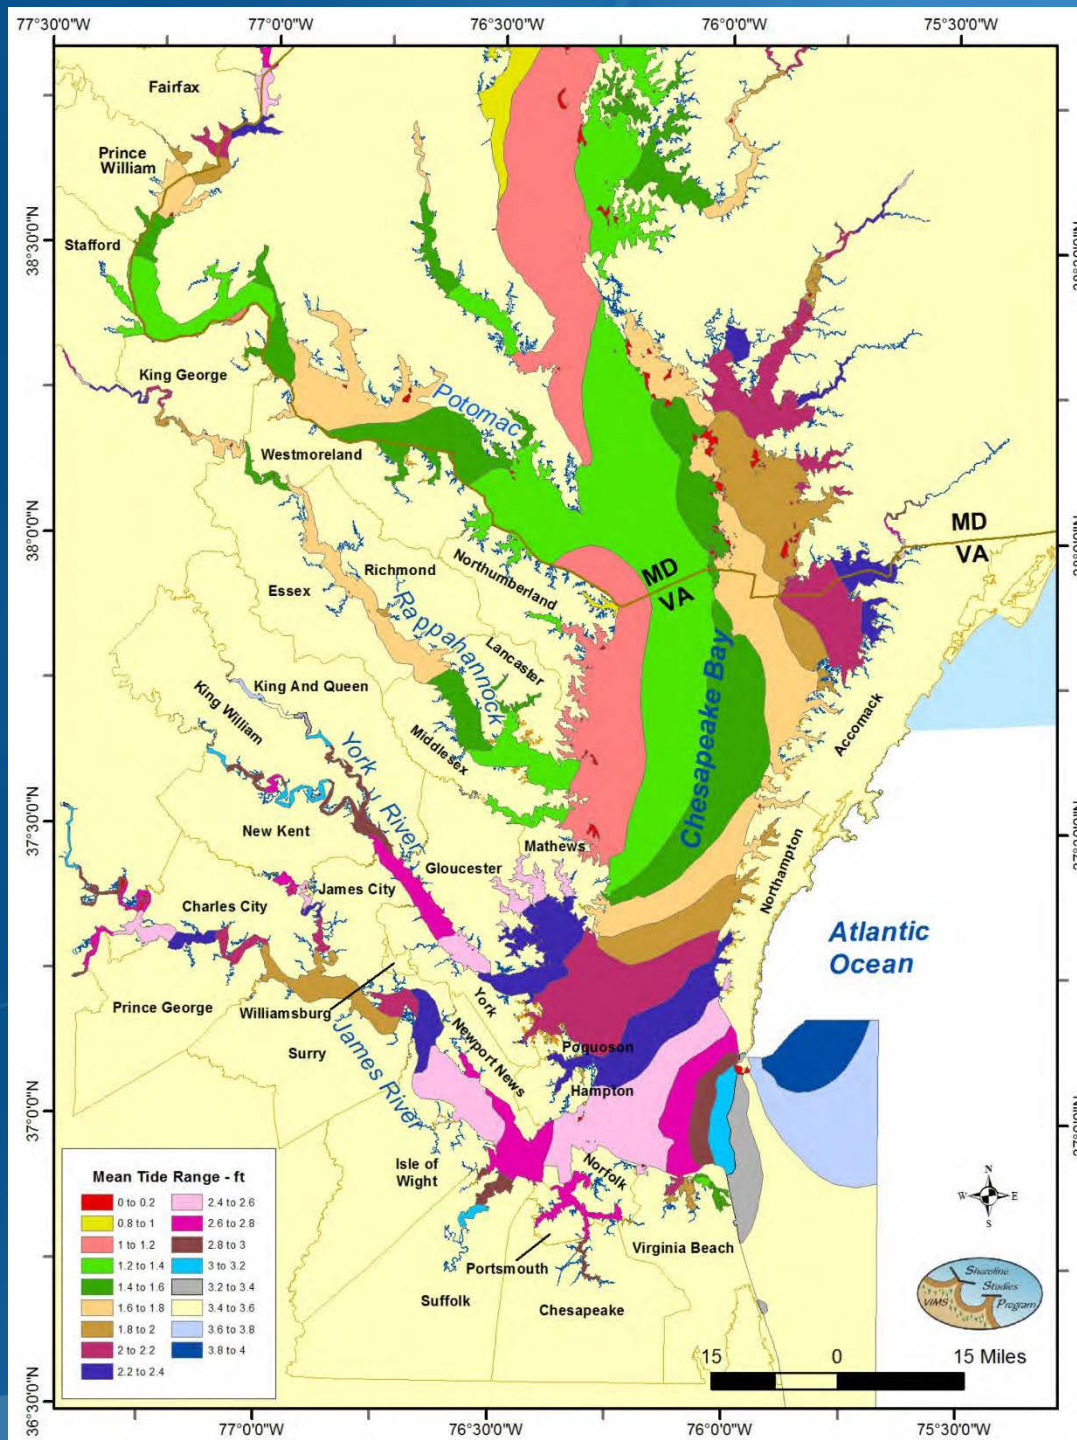 77°30'0"W 77°0'0"W 76°30'0"W 76°0'0"W 75°30'0"W
38°30'0"N
38°0'0"N
37°30'0"N
37°0'0"N
36°30'0"N
Fairfax
Prince
William
Stafford
King George
Potomac
Westmoreland
MD
VA
Northumberland
MD
VA
Richmond
Essex
Rappahannock
Lancaster
King And Queen
King William
York River
Middlesex
Chesapeake Bay
Accomack
New Kent
Mathews
Gloucester
Northampton
James City
Charles City
Atlantic
Ocean
Prince George
Williamsburg
York
Surry
James River
Newport News
Poquoson
Hampton
Isle of
Wight
Norfolk
Virginia Beach
Portsmouth
Suffolk
Chesapeake
Mean Tide Range - ft
0 to 0.2
0.8 to 1
1 to 1.2
1.2 to 1.4
1.4 to 1.6
1.6 to 1.8
1.8 to 2
2 to 2.2
2.2 to 2.4
2.4 to 2.6
2.6 to 2.8
2.8 to 3
3 to 3.2
3.2 to 3.4
3.4 to 3.6
3.6 to 3.8
3.8 to 4
N
W E
S
Shoreline
Studies
Program
VIMS
15 0 15 Miles
77°0'0"W 76°30'0"W 76°0'0"W 75°30'0"W